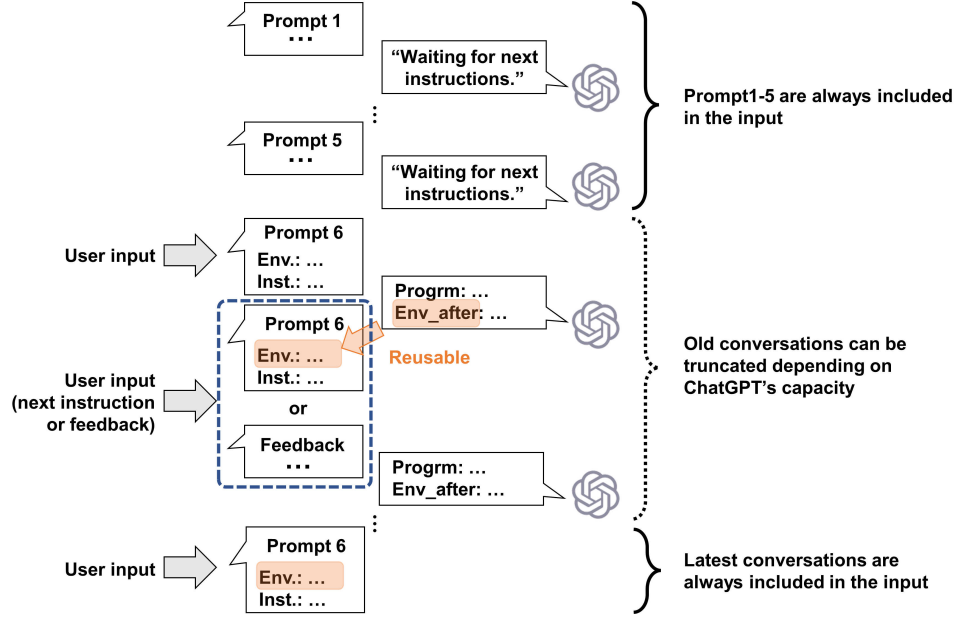 Prompt 1
...
“Waiting for next
instructions.”
Prompt1-5 are always included
in the input
...
Prompt 5
...
“Waiting for next
instructions.”
User input
Prompt 6
Env.: ...
Inst.: ...
Progrm: ...
Env_after: ...
Reusable
User input
(next instruction
or feedback)
Prompt 6
Env.: ...
Inst.: ...
or
Feedback
...
Old conversations can be
truncated depending on
ChatGPT’s capacity
Progrm: ...
Env_after: ...
...
User input
Prompt 6
Env.: ...
Inst.: ...
Latest conversations are
always included in the input